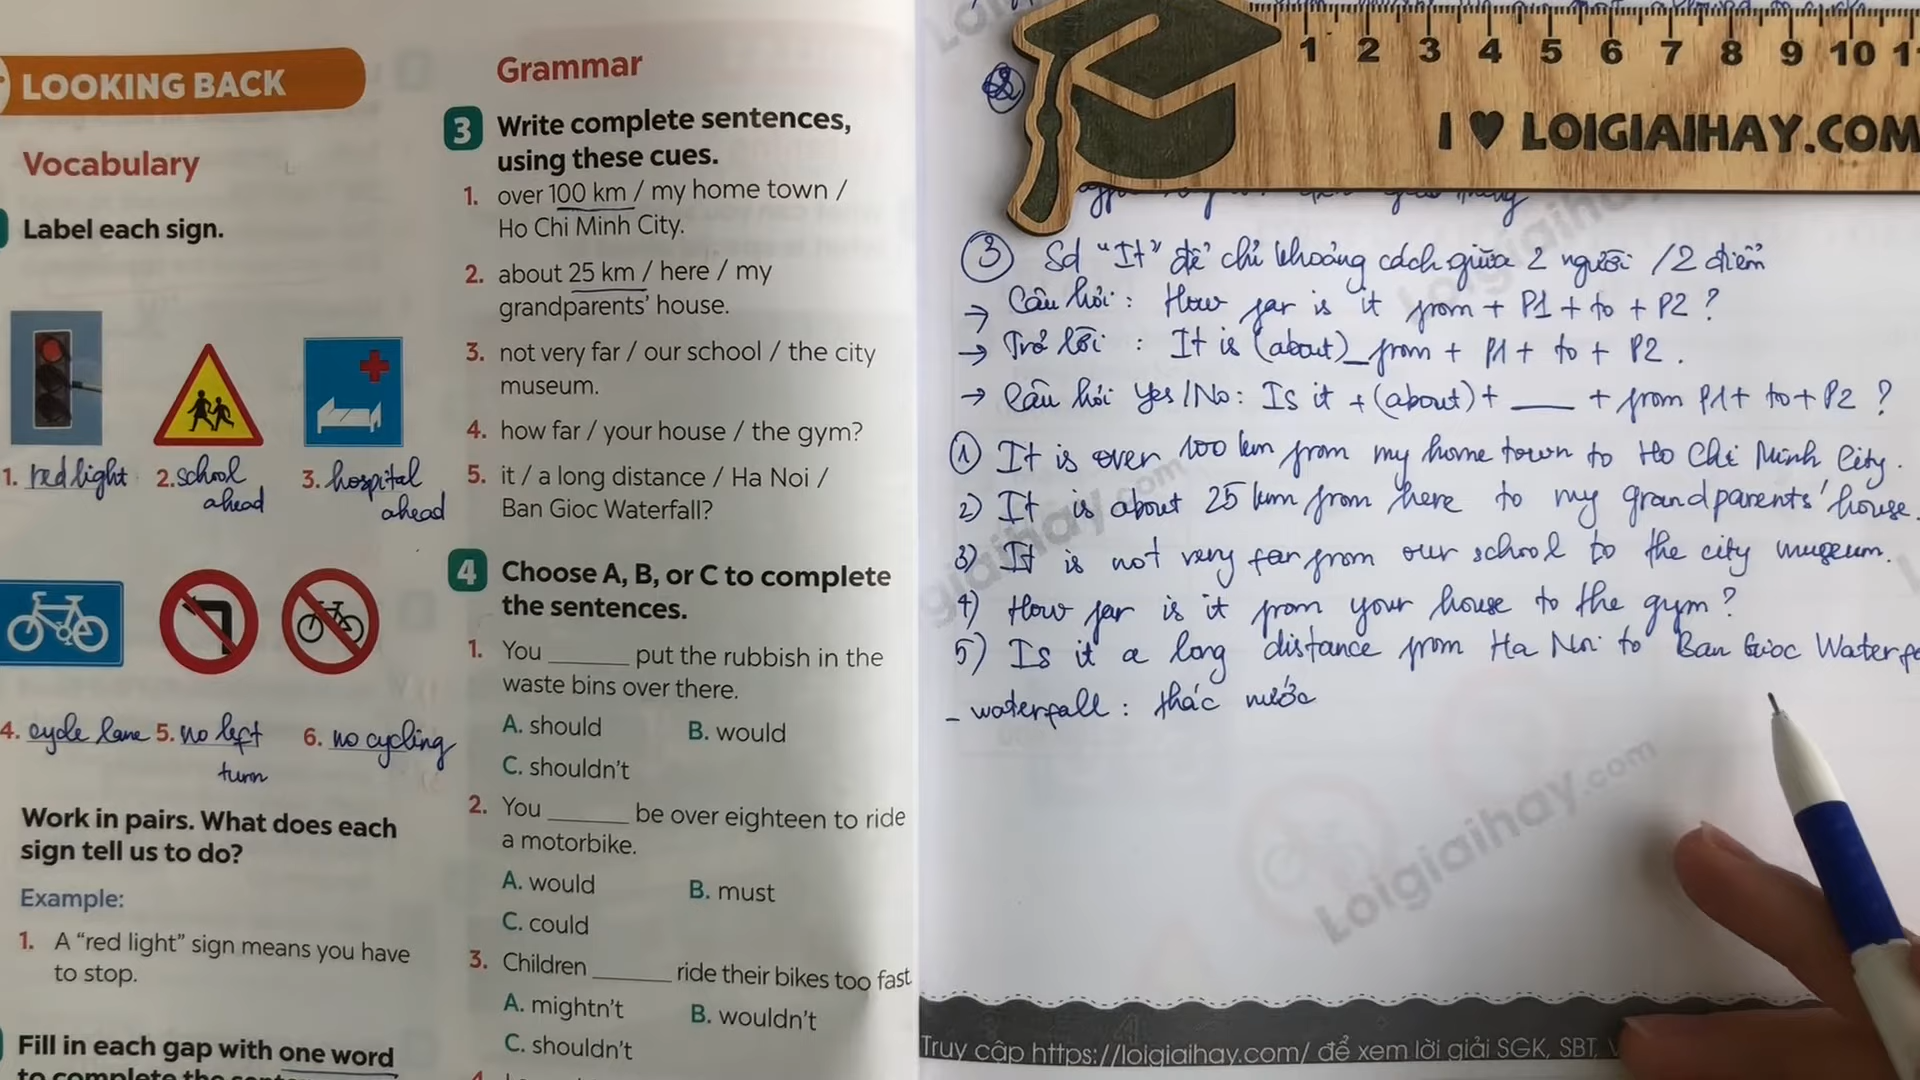 LOOKING BACK
Vocabulary
Label each sign.
1. red light 2. school ahead 3. hospital ahead
4. cycle lane 5. no left turn 6. no cycling
Work in pairs. What does each
sign tell us to do?
Example:
1. A “red light” sign means you have
to stop.
Fill in each gap with one word
to complete the
Grammar
3 Write complete sentences,
using these cues.
1. over 100 km / my home town /
Ho Chi Minh City.
2. about 25 km / here / my
grandparents’ house.
3. not very far / our school / the city
museum.
4. how far / your house / the gym?
5. it / a long distance / Ha Noi /
Ban Gioc Waterfall?
4 Choose A, B, or C to complete
the sentences.
1. You ______ put the rubbish in the
waste bins over there.
A. should B. would
C. shouldn’t
2. You ______ be over eighteen to ride
a motorbike.
A. would B. must
C. could
3. Children ______ ride their bikes too fast
A. mightn’t B. wouldn’t
C. shouldn’t
4.
1 2 3 4 5 6 7 8 9 10
I ♥ LOIGIAIHAY.COM
3 Sd “It” để chỉ khoảng cách giữa 2 người / 2 điểm
→ Câu hỏi : How far is it from + P1 + to + P2 ?
→ Trả lời : It is (about) _ from + P1 + to + P2 .
→ Câu hỏi Yes/No: Is it + (about) + ___ + from P1 + to + P2 ?
1) It is over 100 km from my home town to Ho Chi Minh City.
2) It is about 25 km from here to my grandparents' house.
3) It is not very far from our school to the city museum.
4) How far is it from your house to the gym?
5) Is it a long distance from Ha Noi to Ban Gioc Waterfa
- waterfall : thác nước
Loigiaihay.com
Truy cập https://loigiaihay.com/ để xem lời giải SGK, SBT, V